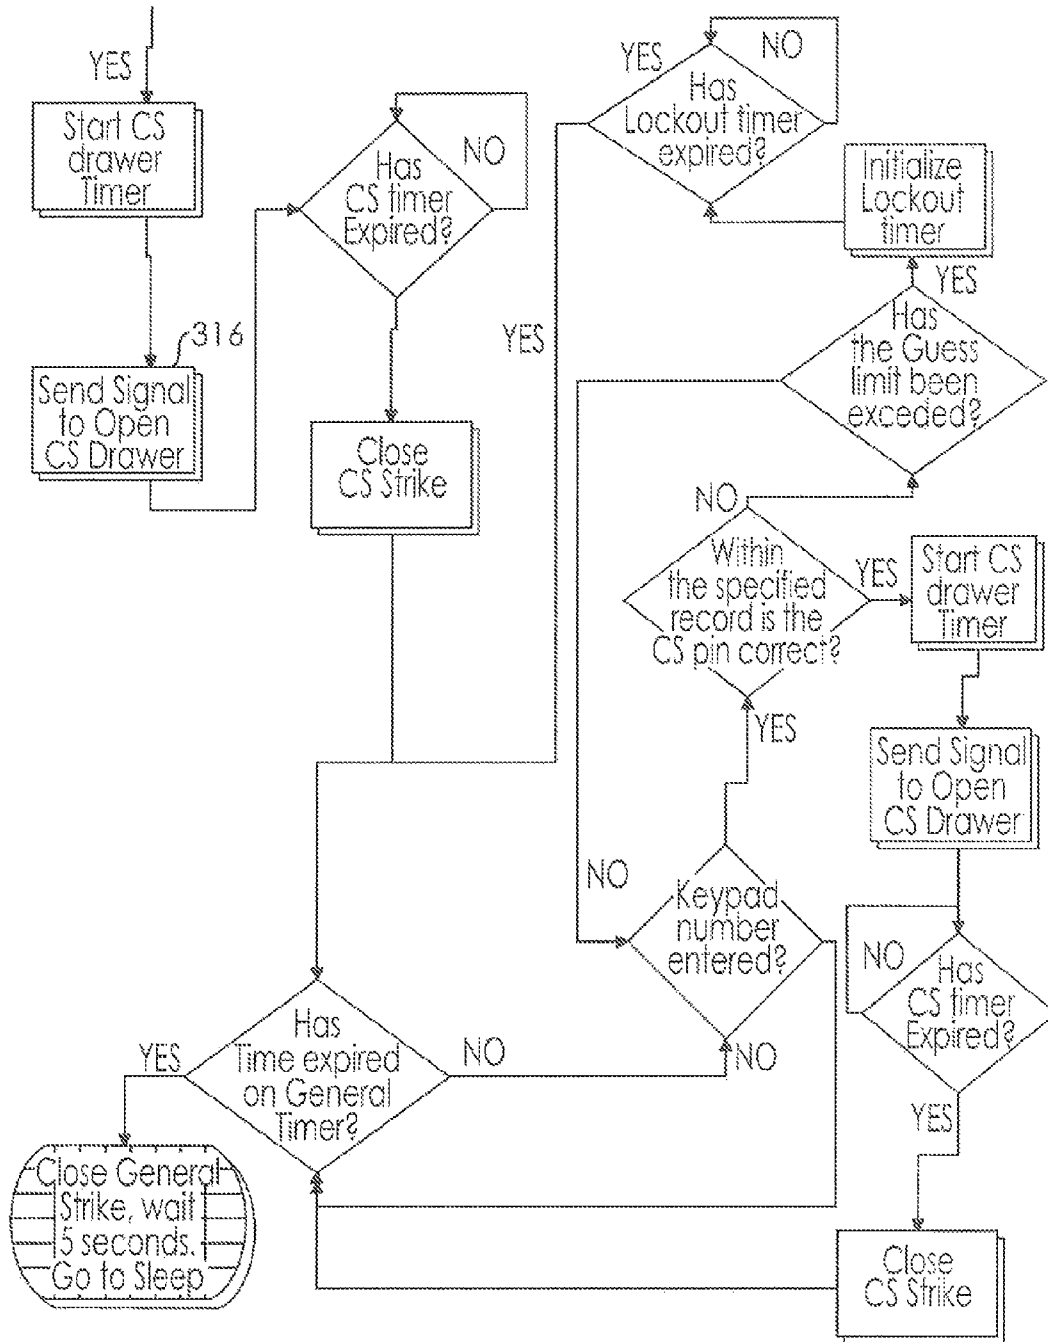 YES
Start CS
drawer
Timer
316
Send Signal
to Open
CS Drawer
Has
CS timer
Expired?
NO
Close
CS Strike
YES
YES
Has
Lockout timer
expired?
NO
Initialize
Lockout
timer
YES
Has
the Guess
limit been
exceded?
NO
Within
the specified
record is the
CS pin correct?
YES
Start CS
drawer
Timer
YES
Send Signal
to Open
CS Drawer
NO
Keypad
number
entered?
NO
NO
Has
CS timer
Expired?
YES
Has
Time expired
on General
Timer?
YES
NO
Close General
Strike, wait
5 seconds.
Go to Sleep
Close
CS Strike